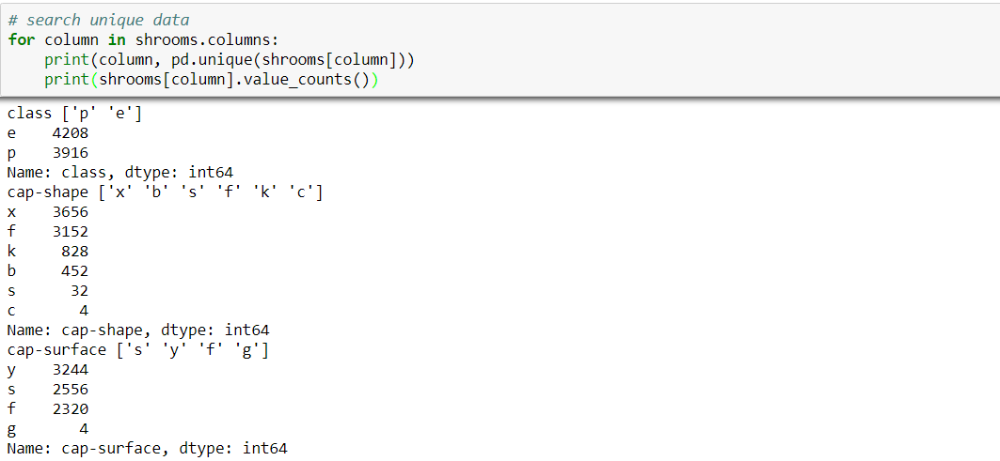 # search unique data
for column in shrooms.columns:
    print(column, pd.unique(shrooms[column]))
    print(shrooms[column].value_counts())
class ['p' 'e']
e    4208
p    3916
Name: class, dtype: int64
cap-shape ['x' 'b' 's' 'f' 'k' 'c']
x    3656
f    3152
k     828
b     452
s      32
c       4
Name: cap-shape, dtype: int64
cap-surface ['s' 'y' 'f' 'g']
y    3244
s    2556
f    2320
g       4
Name: cap-surface, dtype: int64